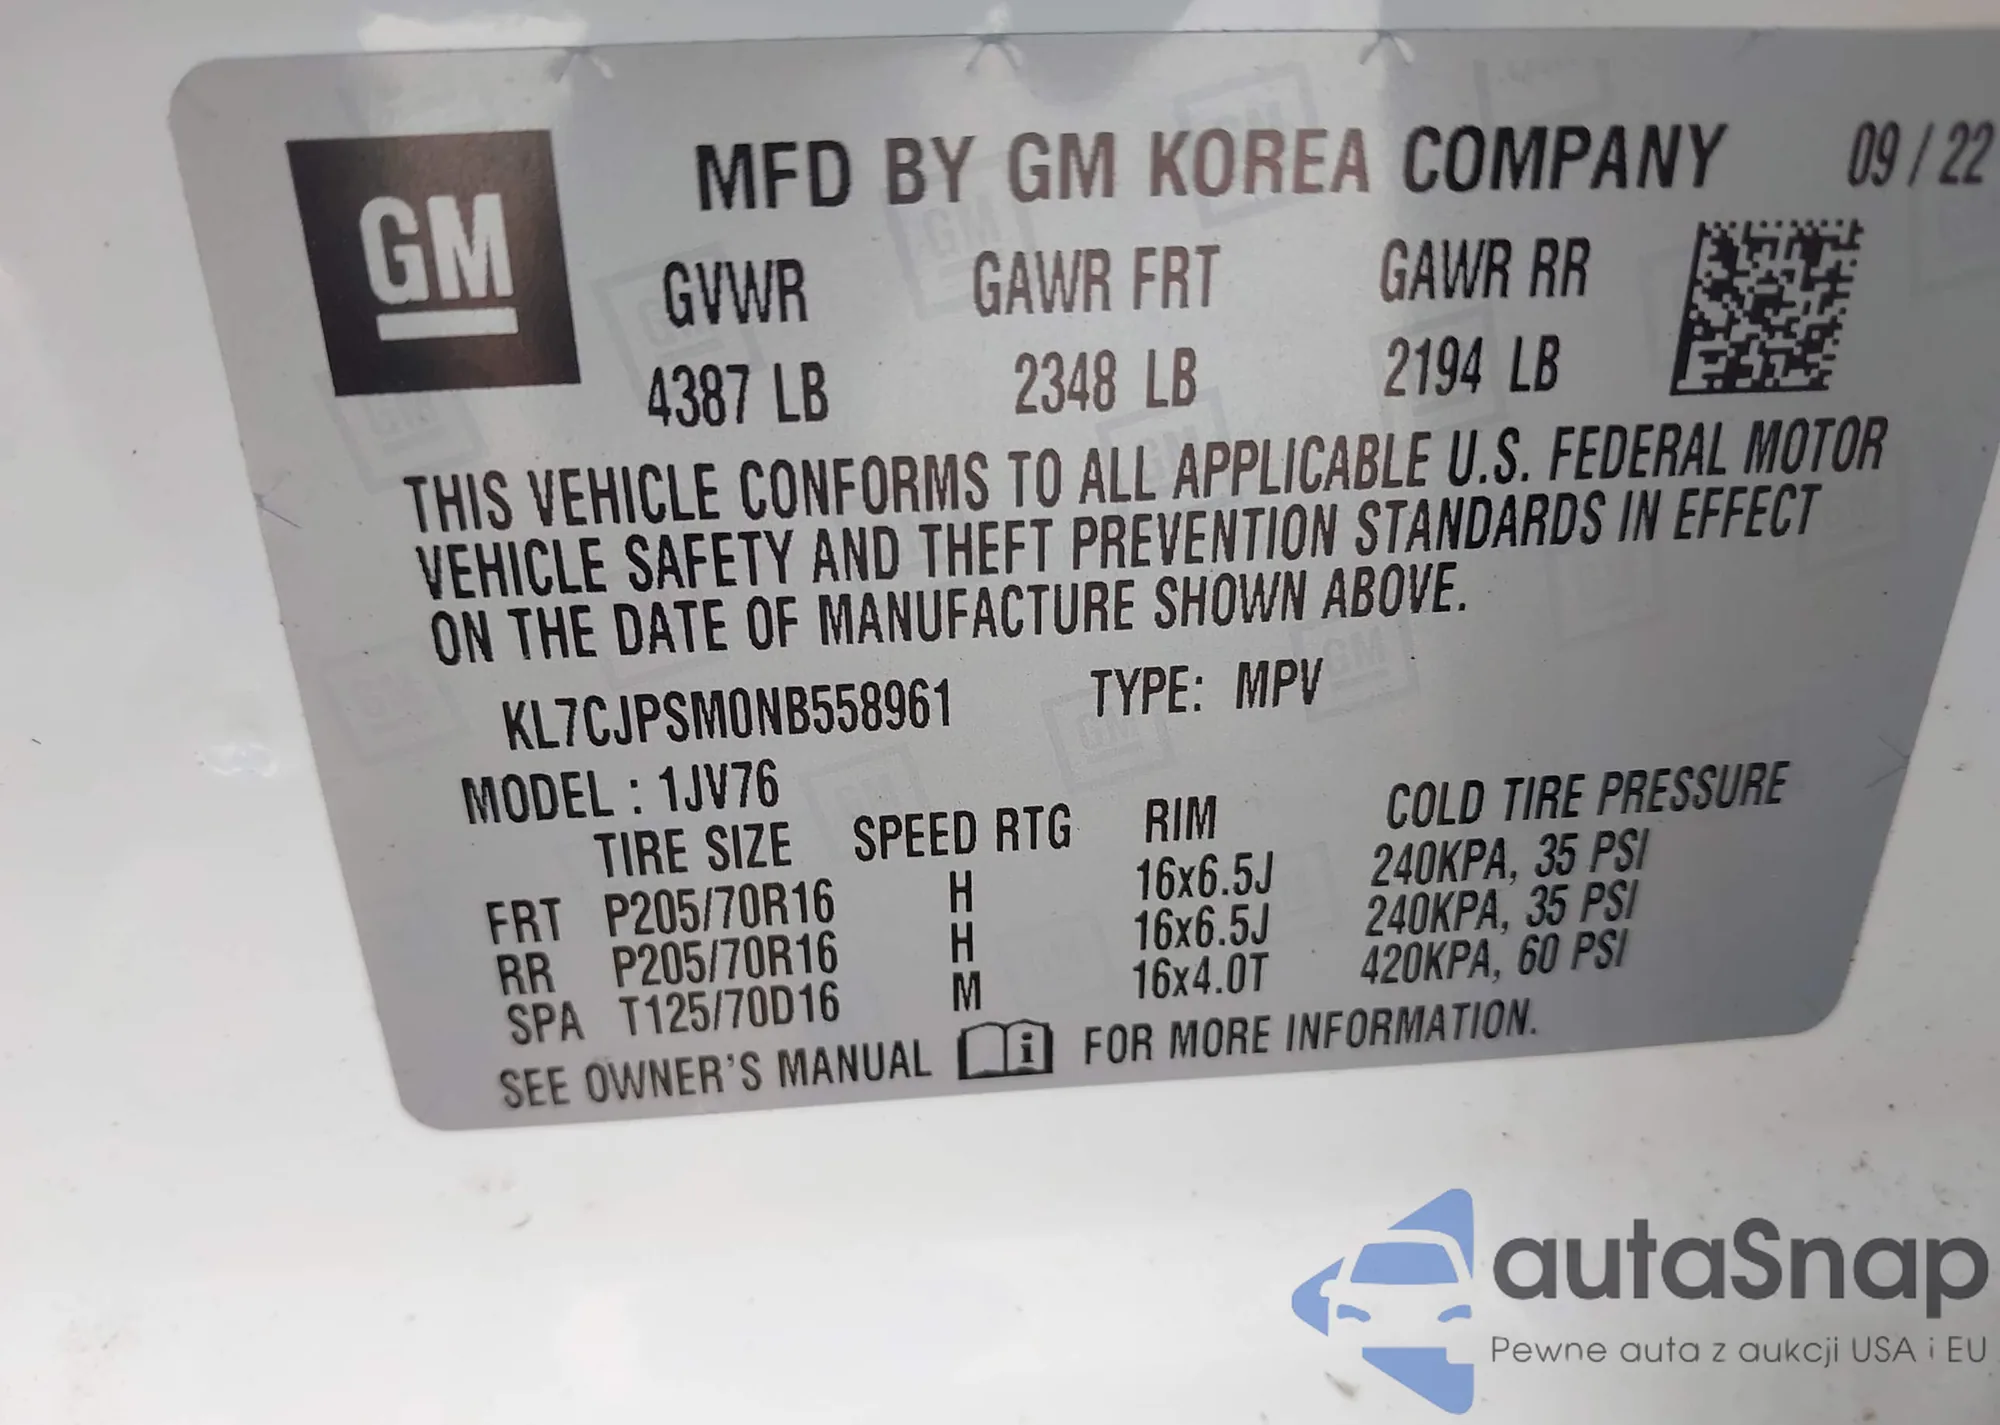 GM
MFD BY GM KOREA COMPANY 09 / 22
GVWR GAWR FRT GAWR RR
4387 LB 2348 LB 2194 LB
THIS VEHICLE CONFORMS TO ALL APPLICABLE U.S. FEDERAL MOTOR
VEHICLE SAFETY AND THEFT PREVENTION STANDARDS IN EFFECT
ON THE DATE OF MANUFACTURE SHOWN ABOVE.
KL7CJPSM0NB558961 TYPE: MPV
MODEL : 1JV76
TIRE SIZE SPEED RTG RIM COLD TIRE PRESSURE
FRT P205/70R16 H 16x6.5J 240KPA, 35 PSI
RR P205/70R16 H 16x6.5J 240KPA, 35 PSI
SPA T125/70D16 M 16x4.0T 420KPA, 60 PSI
SEE OWNER'S MANUAL i FOR MORE INFORMATION.
autaSnap
Pewne auta z aukcji USA i EU